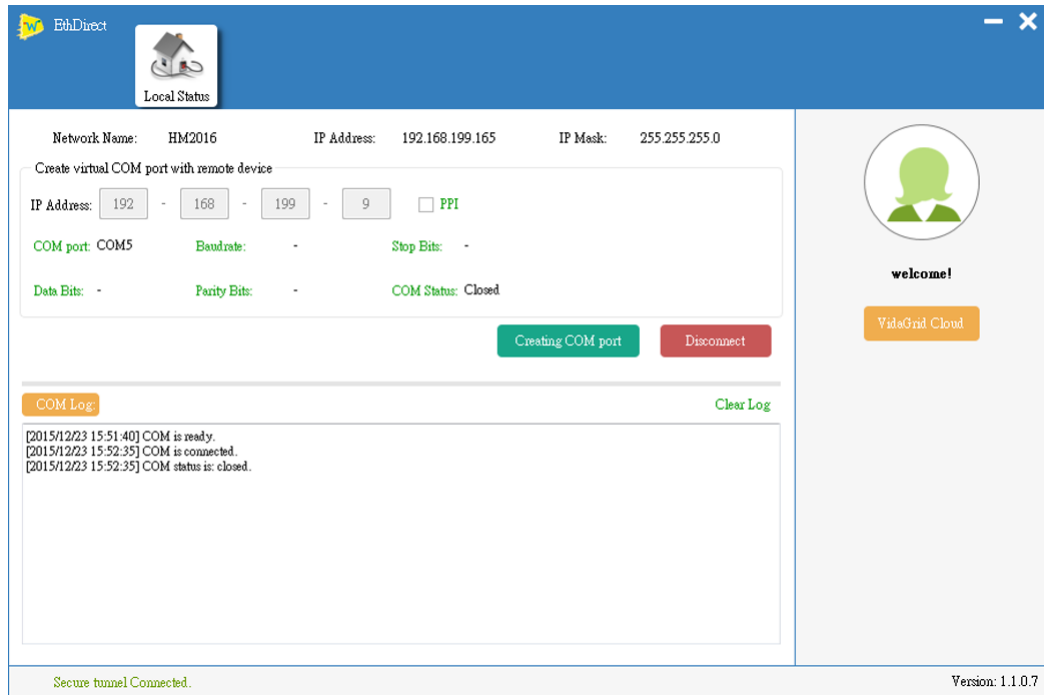 W EthDirect
Local Status
Network Name: HM2016 IP Address: 192.168.199.165 IP Mask: 255.255.255.0
Create virtual COM port with remote device
IP Address: 192 - 168 - 199 - 9 PPI
COM port: COM5 Baudrate: - Stop Bits: -
Data Bits: - Parity Bits: - COM Status: Closed
welcome!
VidaGrid Cloud
Creating COM port Disconnect
COM Log: Clear Log
[2015/12/23 15:51:40] COM is ready.
[2015/12/23 15:52:35] COM is connected.
[2015/12/23 15:52:35] COM status is: closed.
Secure tunnel Connected. Version: 1.1.0.7